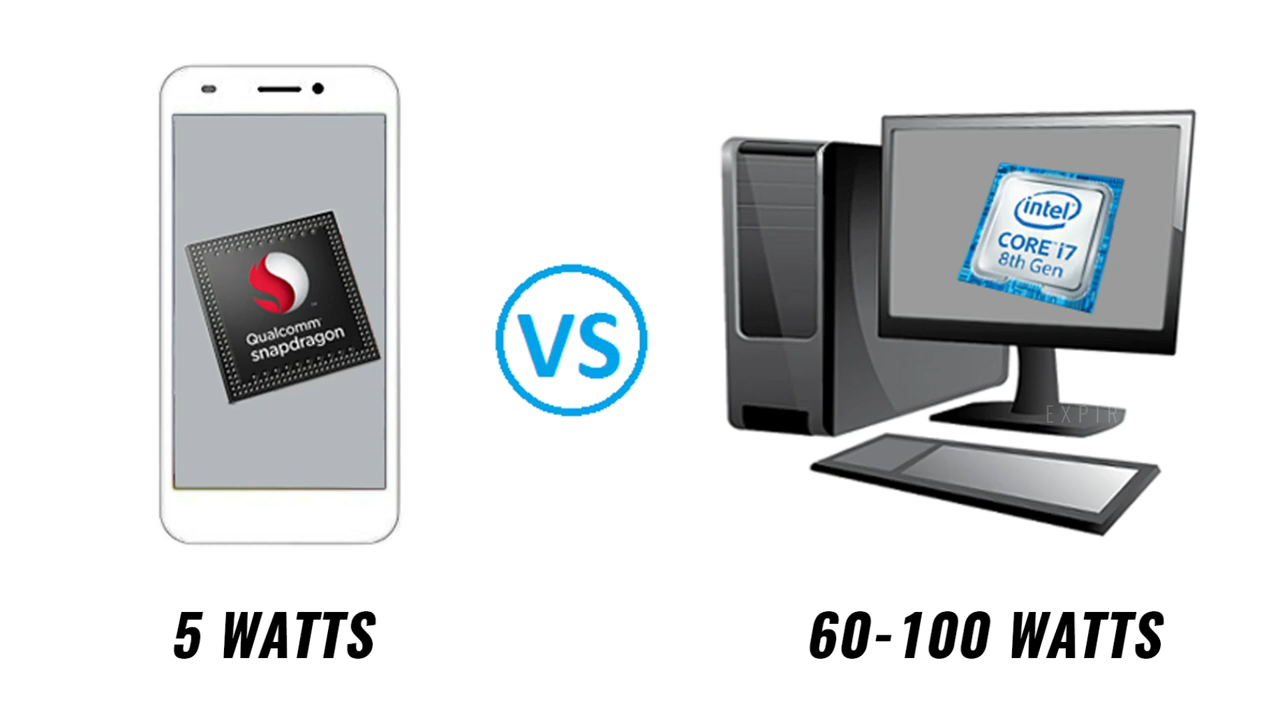 Qualcomm
snapdragon
VS
intel
CORE i7
8th Gen
5 WATTS
60-100 WATTS